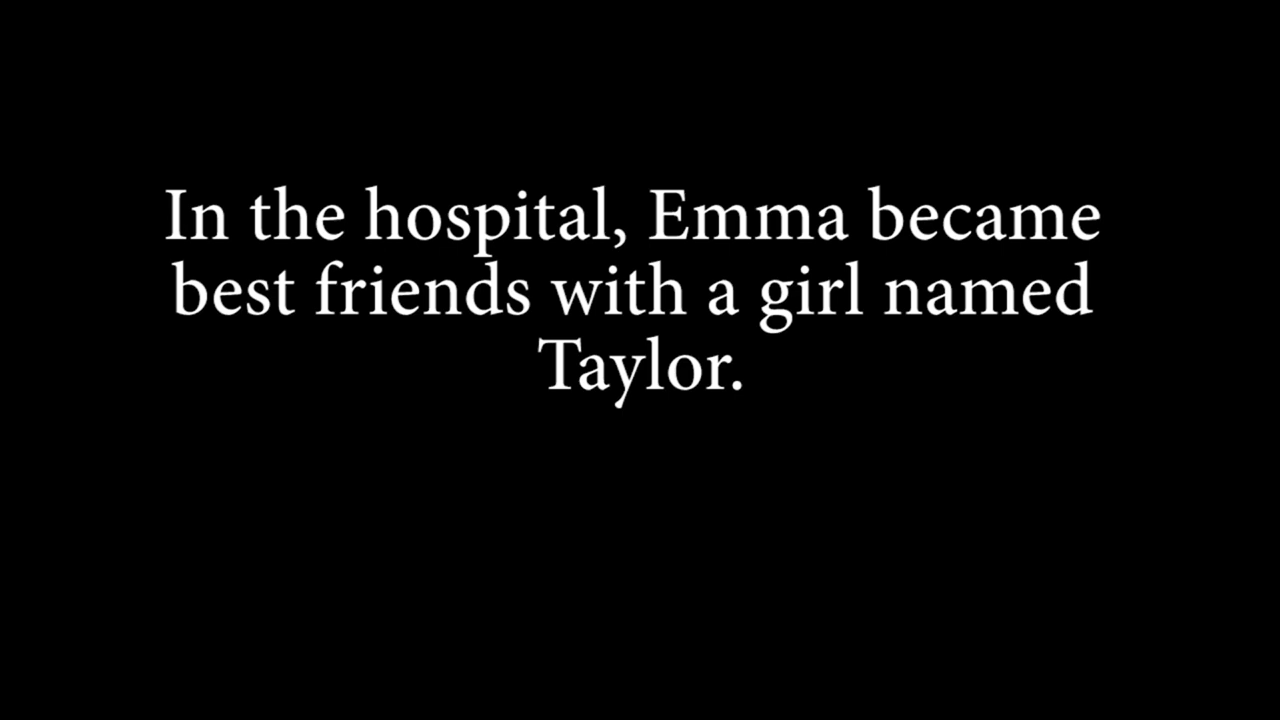 In the hospital, Emma became
best friends with a girl named
Taylor.